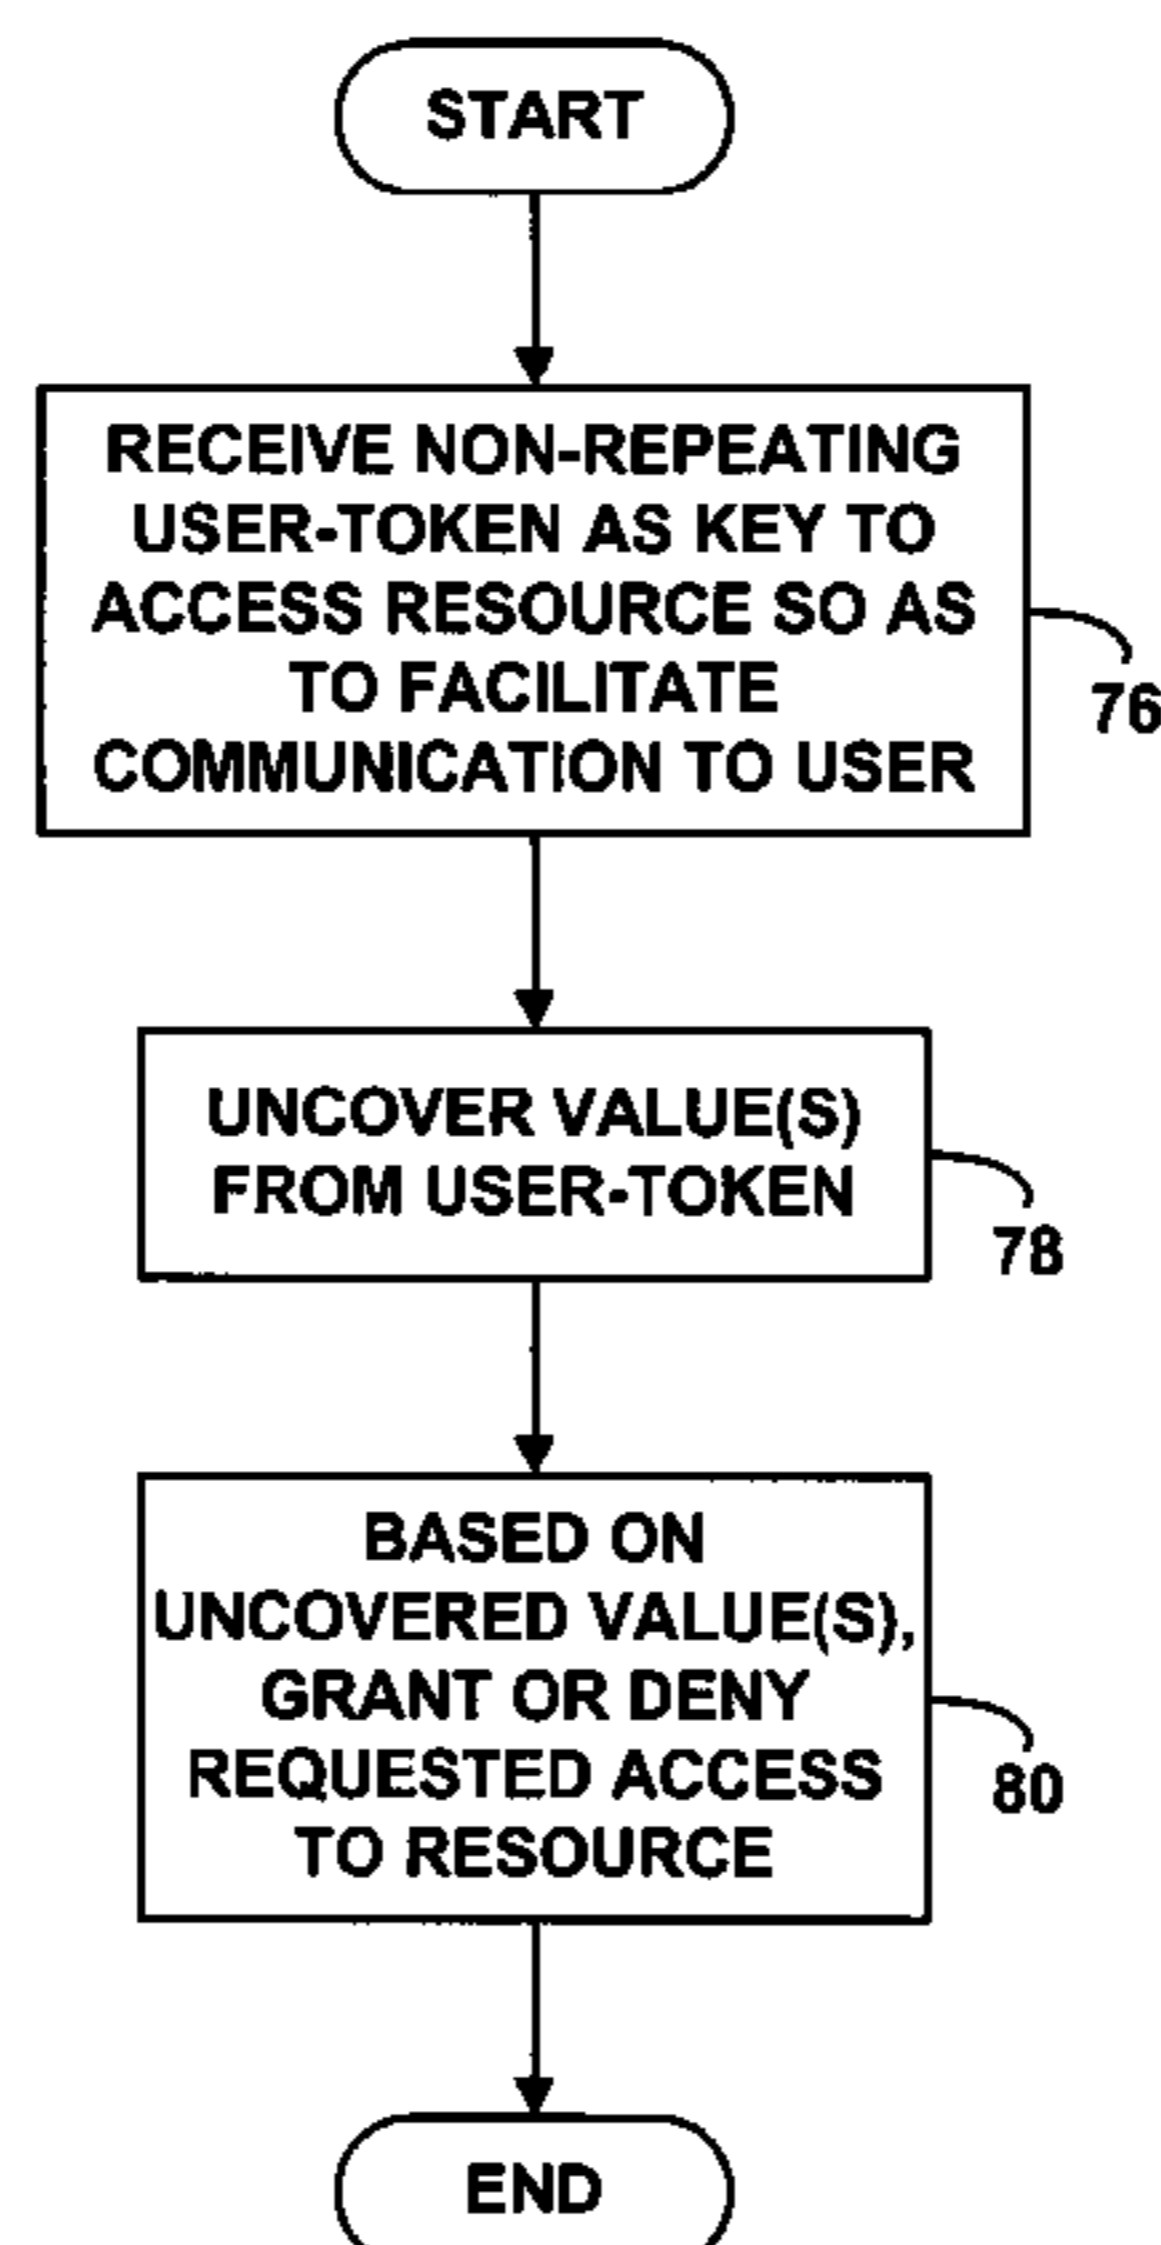 START
RECEIVE NON-REPEATING
USER-TOKEN AS KEY TO
ACCESS RESOURCE SO AS
TO FACILITATE
COMMUNICATION TO USER
76
UNCOVER VALUE(S)
FROM USER-TOKEN
78
BASED ON
UNCOVERED VALUE(S),
GRANT OR DENY
REQUESTED ACCESS
TO RESOURCE
80
END